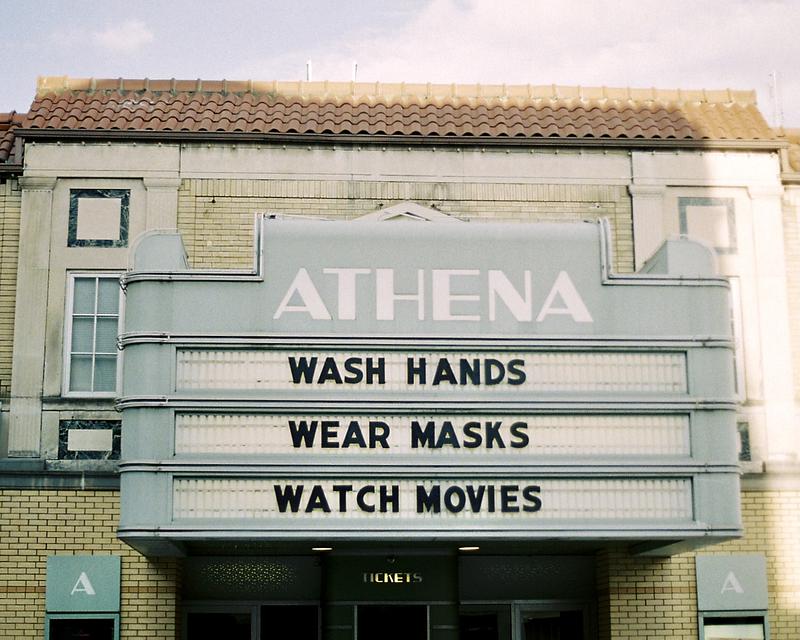 ATHENA
WASH HANDS
WEAR MASKS
WATCH MOVIES
TICKETS
A
A